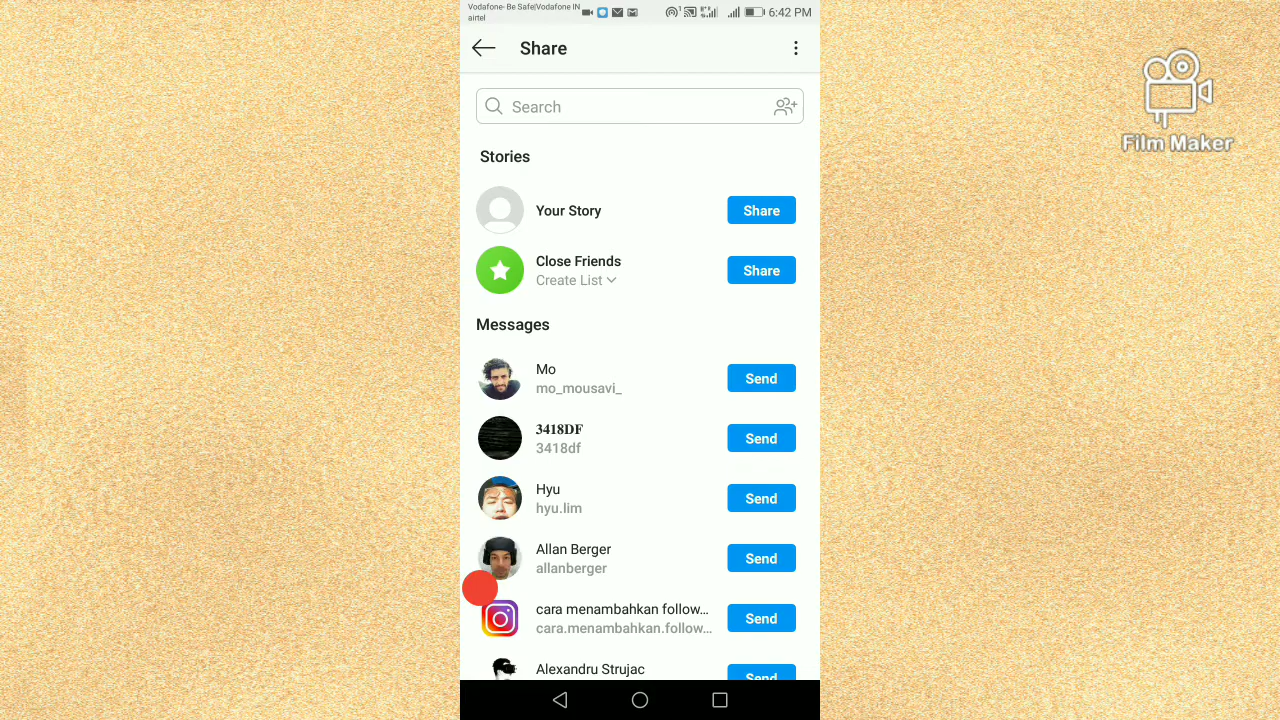 Vodafone- Be Safe|Vodafone IN
airtel
6:42 PM
Share
Search
Film Maker
Stories
Your Story
Share
Close Friends
Create List
Share
Messages
Mo
mo_mousavi_
Send
3418DF
3418df
Send
Hyu
hyu.lim
Send
Allan Berger
allanberger
Send
cara menambahkan follow...
cara.menambahkan.follow...
Send
Alexandru Strujac
Send